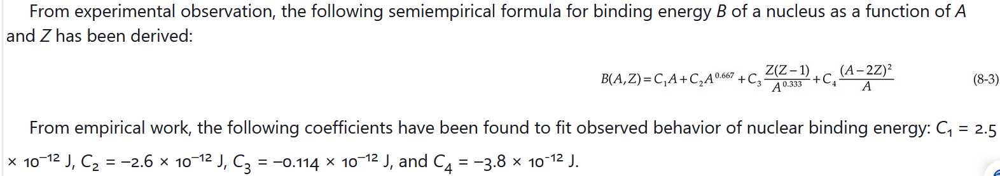 From experimental observation, the following semiempirical formula for binding energy B of a nucleus as a function of A
and Z has been derived:
B(A,Z)=C₁A+C₂A^0.667+C₃ Z(Z−1)/A^0.333+C₄ (A−2Z)²/A (8-3)
From empirical work, the following coefficients have been found to fit observed behavior of nuclear binding energy: C₁ = 2.5
× 10⁻¹² J, C₂ = −2.6 × 10⁻¹² J, C₃ = −0.114 × 10⁻¹² J, and C₄ = −3.8 × 10⁻¹² J.